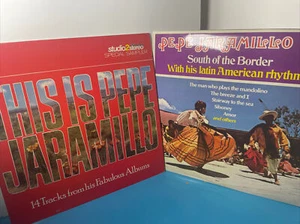 studio2stereo
SPECIAL SAMPLER
THIS IS PEPE
JARAMILLO
14 Tracks from his Fabulous Albums
PEPE JARAMILLO
South of the Border
With his latin American rhythm
The man who plays the mandolino
The breeze and I
Stairway to the sea
Siboney
Amor
and others